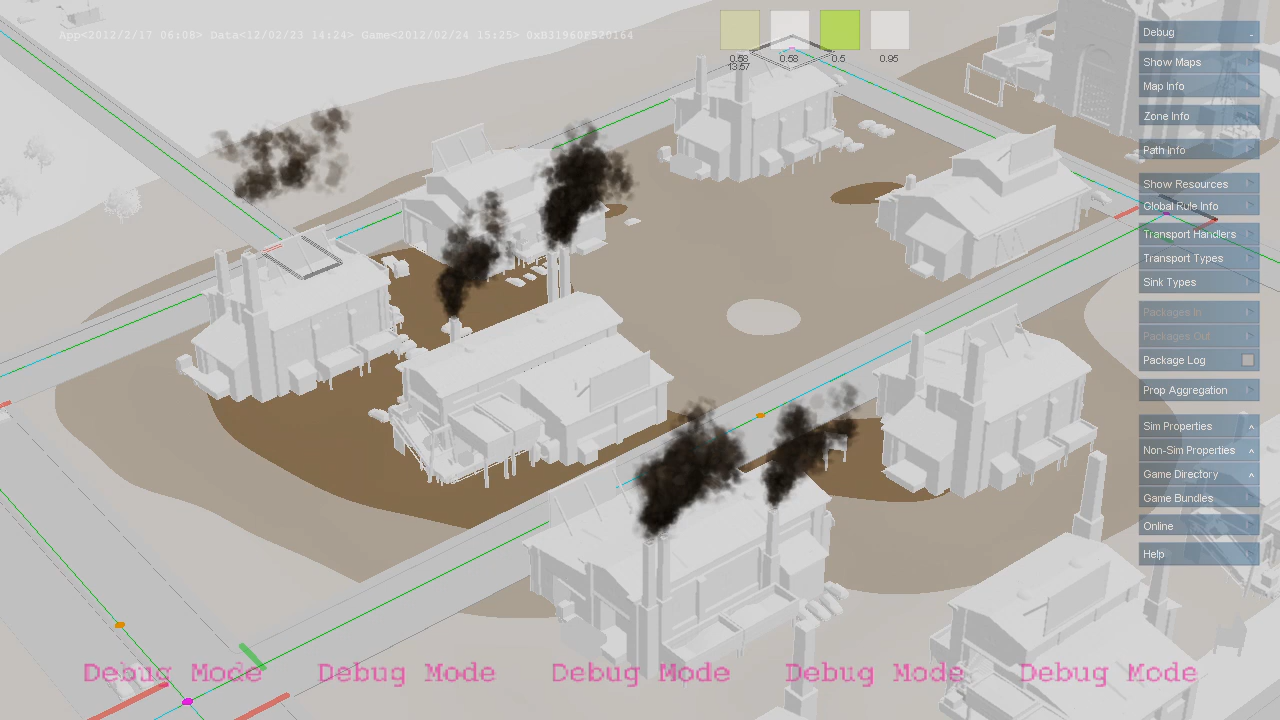 App<2012/2/17 06:08> Data<12/02/23 14:24> Game<2012/02/24 15:25> 0xB31960F520164
0.58 0.58 0.5 0.95
13.57
Debug
Show Maps
Map Info
Zone Info
Path Info
Show Resources
Global Rule Info
Transport Handlers
Transport Types
Sink Types
Packages In
Packages Out
Package Log
Prop Aggregation
Sim Properties
Non-Sim Properties
Game Directory
Game Bundles
Online
Help
Debug Mode Debug Mode Debug Mode Debug Mode Debug Mode